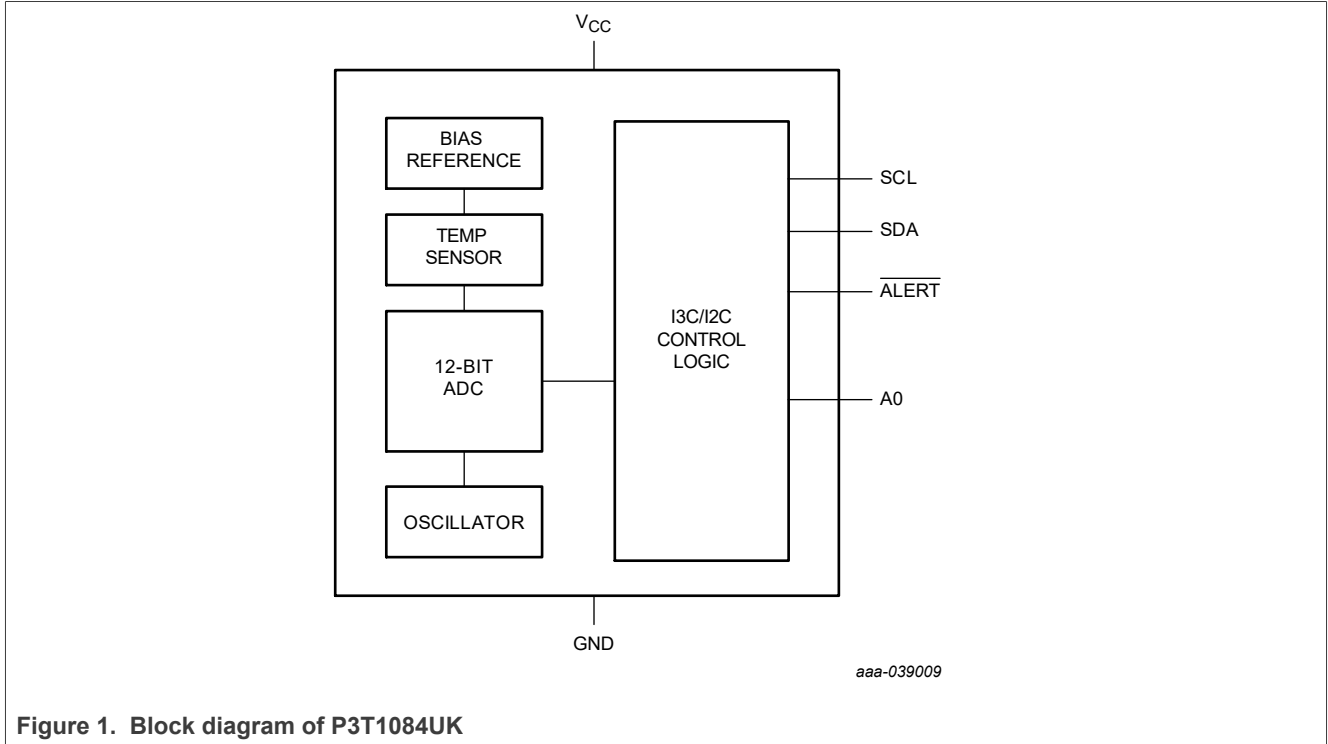 VCC
BIAS
REFERENCE
TEMP
SENSOR
12-BIT
ADC
OSCILLATOR
I3C/I2C
CONTROL
LOGIC
SCL
SDA
ALERT
A0
GND
aaa-039009
Figure 1. Block diagram of P3T1084UK